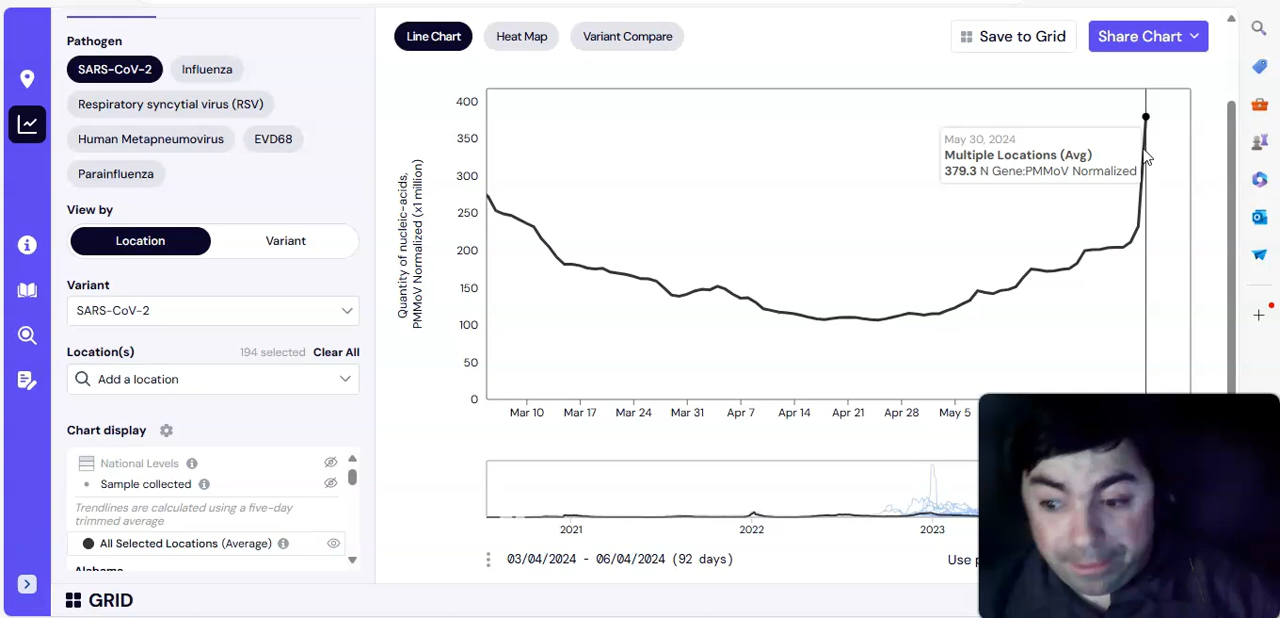 Pathogen
SARS-CoV-2
Influenza
Respiratory syncytial virus (RSV)
Human Metapneumovirus
EVD68
Parainfluenza
View by
Location
Variant
Variant
SARS-CoV-2
Location(s)
194 selected
Clear All
Add a location
Chart display
National Levels
Sample collected
Trendlines are calculated using a five-day
trimmed average
All Selected Locations (Average)
Alabama
GRID
Line Chart
Heat Map
Variant Compare
Save to Grid
Share Chart
Quantity of nucleic-acids,
PMMoV Normalized (x1 million)
400
350
300
250
200
150
100
50
0
May 30, 2024
Multiple Locations (Avg)
379.3 N Gene:PMMoV Normalized
Mar 10
Mar 17
Mar 24
Mar 31
Apr 7
Apr 14
Apr 21
Apr 28
May 5
2021
2022
2023
03/04/2024 - 06/04/2024 (92 days)
Use